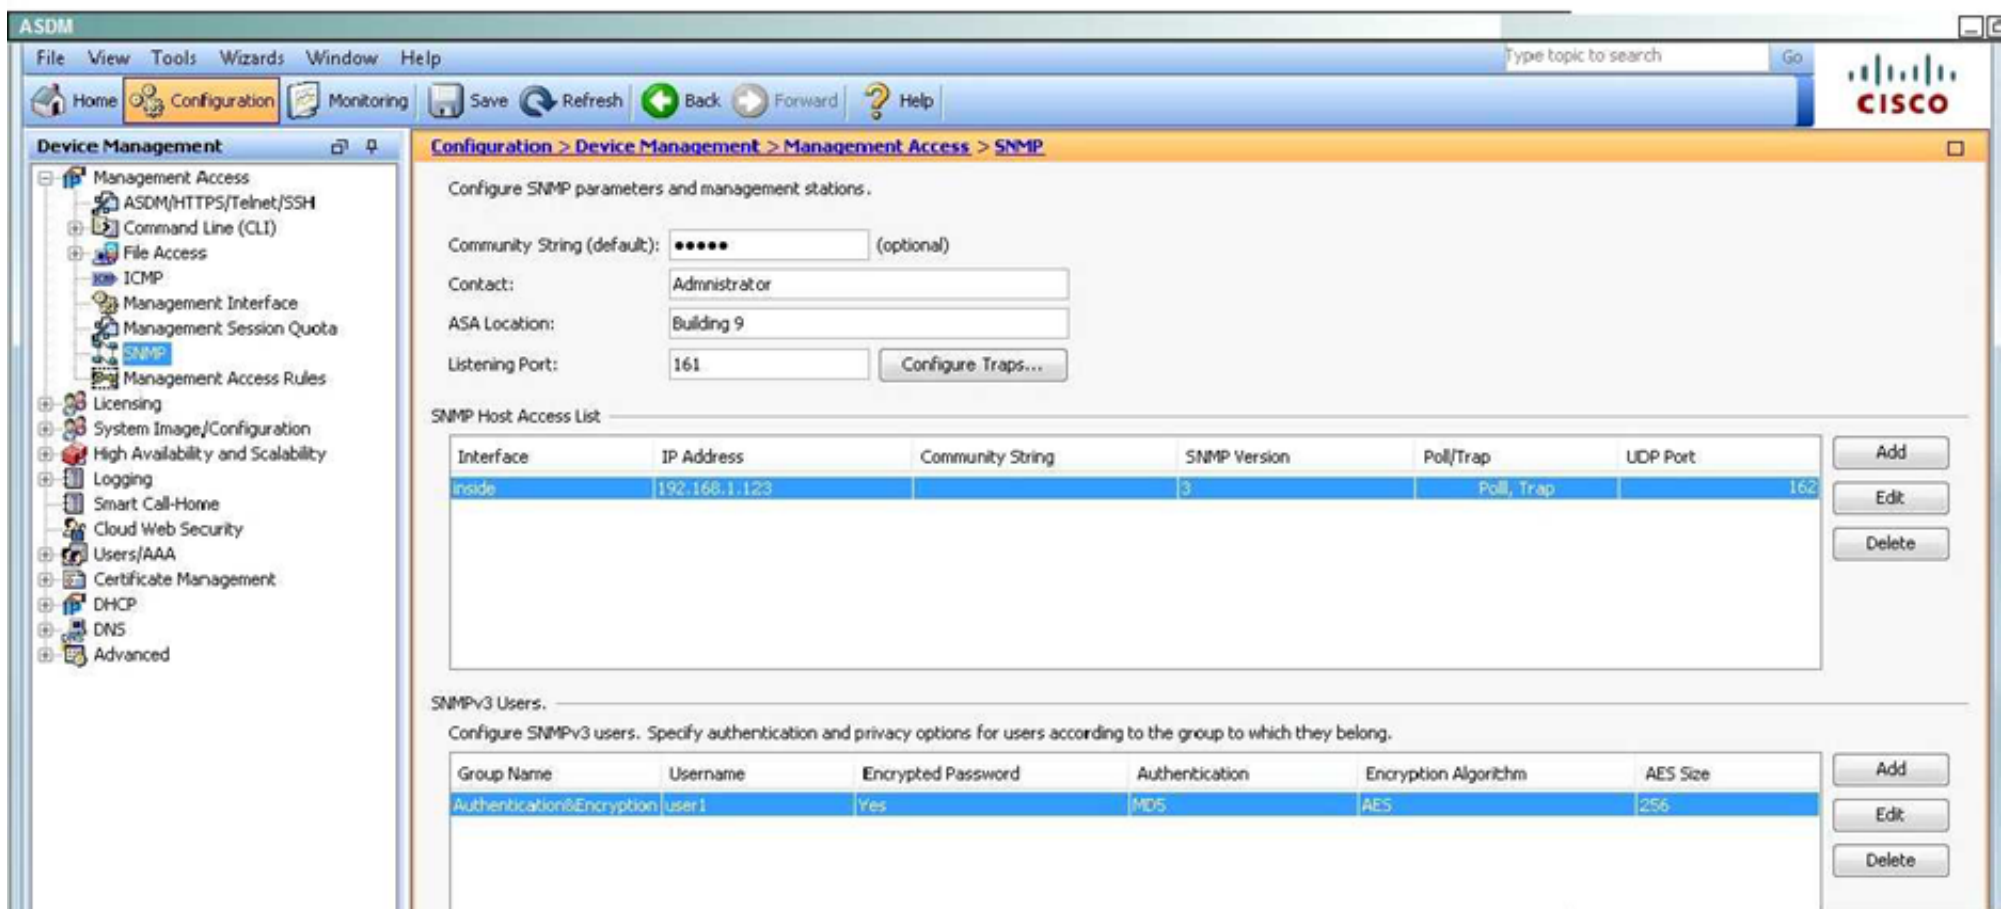 ASDM
File View Tools Wizards Window Help
Type topic to search Go
Home Configuration Monitoring Save Refresh Back Forward Help
CISCO
Device Management
Management Access
ASDM/HTTPS/Telnet/SSH
Command Line (CLI)
File Access
ICMP
Management Interface
Management Session Quota
SNMP
Management Access Rules
Licensing
System Image/Configuration
High Availability and Scalability
Logging
Smart Call-Home
Cloud Web Security
Users/AAA
Certificate Management
DHCP
DNS
Advanced
Configuration > Device Management > Management Access > SNMP
Configure SNMP parameters and management stations.
Community String (default): ••••• (optional)
Contact: Admnistrator
ASA Location: Building 9
Listening Port: 161 Configure Traps...
SNMP Host Access List
Interface IP Address Community String SNMP Version Poll/Trap UDP Port
inside 192.168.1.123 3 Poll, Trap 162
Add
Edit
Delete
SNMPv3 Users.
Configure SNMPv3 users. Specify authentication and privacy options for users according to the group to which they belong.
Group Name Username Encrypted Password Authentication Encryption Algorithm AES Size
Authentication&Encryption user1 Yes MD5 AES 256
Add
Edit
Delete